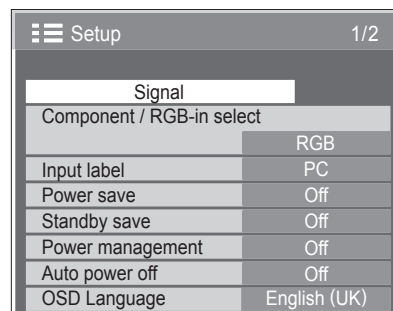 Setup 1/2
Signal
Component / RGB-in select
RGB
Input label PC
Power save Off
Standby save Off
Power management Off
Auto power off Off
OSD Language English (UK)